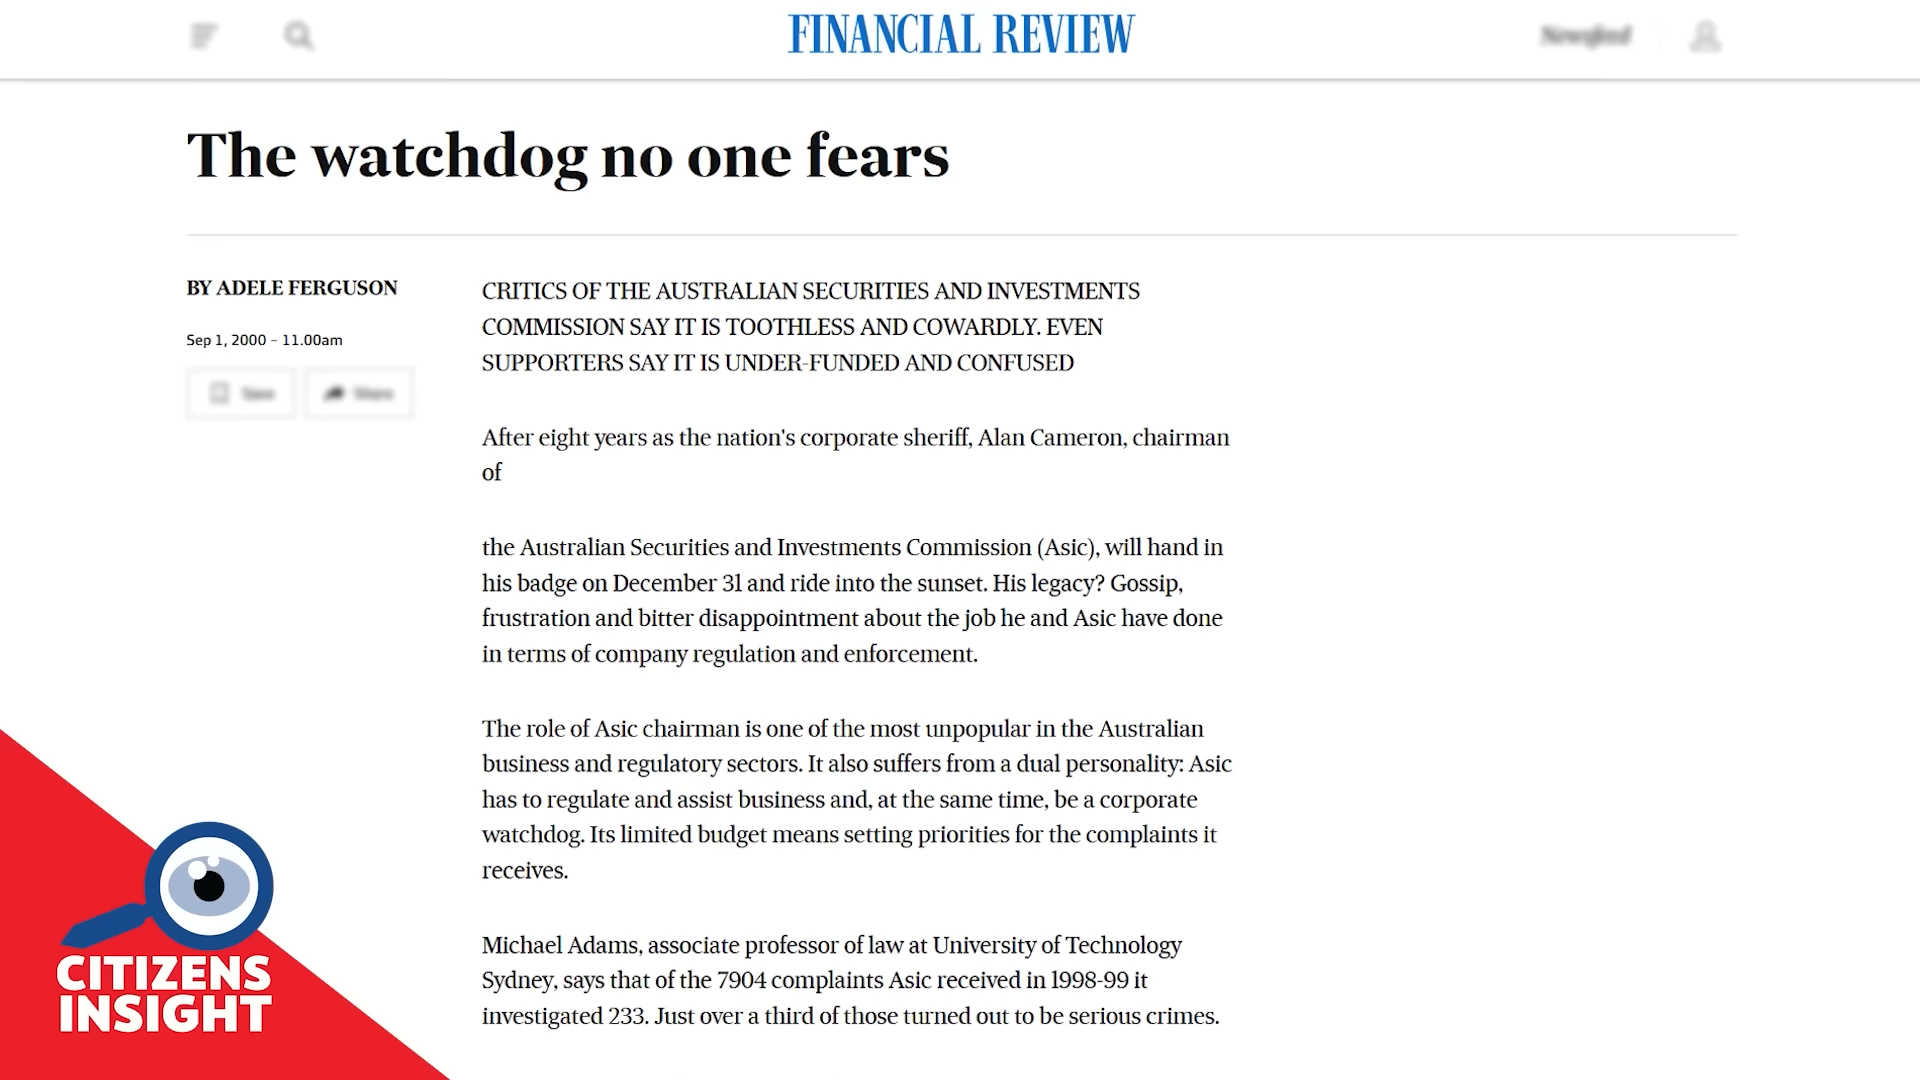 FINANCIAL REVIEW
Newsfeed
The watchdog no one fears
BY ADELE FERGUSON
Sep 1, 2000 – 11.00am
Save
Share
CRITICS OF THE AUSTRALIAN SECURITIES AND INVESTMENTS
COMMISSION SAY IT IS TOOTHLESS AND COWARDLY. EVEN
SUPPORTERS SAY IT IS UNDER-FUNDED AND CONFUSED
After eight years as the nation's corporate sheriff, Alan Cameron, chairman
of
the Australian Securities and Investments Commission (Asic), will hand in
his badge on December 31 and ride into the sunset. His legacy? Gossip,
frustration and bitter disappointment about the job he and Asic have done
in terms of company regulation and enforcement.
The role of Asic chairman is one of the most unpopular in the Australian
business and regulatory sectors. It also suffers from a dual personality: Asic
has to regulate and assist business and, at the same time, be a corporate
watchdog. Its limited budget means setting priorities for the complaints it
receives.
Michael Adams, associate professor of law at University of Technology
Sydney, says that of the 7904 complaints Asic received in 1998-99 it
investigated 233. Just over a third of those turned out to be serious crimes.
CITIZENS
INSIGHT